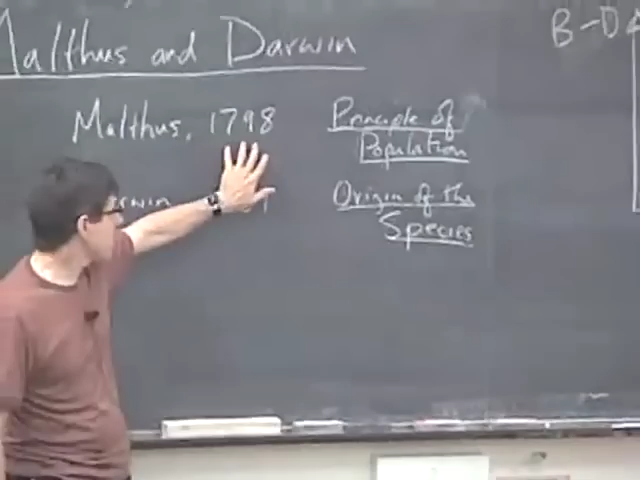 Malthus and Darwin
B-D
Malthus, 1798 Principle of
Population
Origin of the
Species